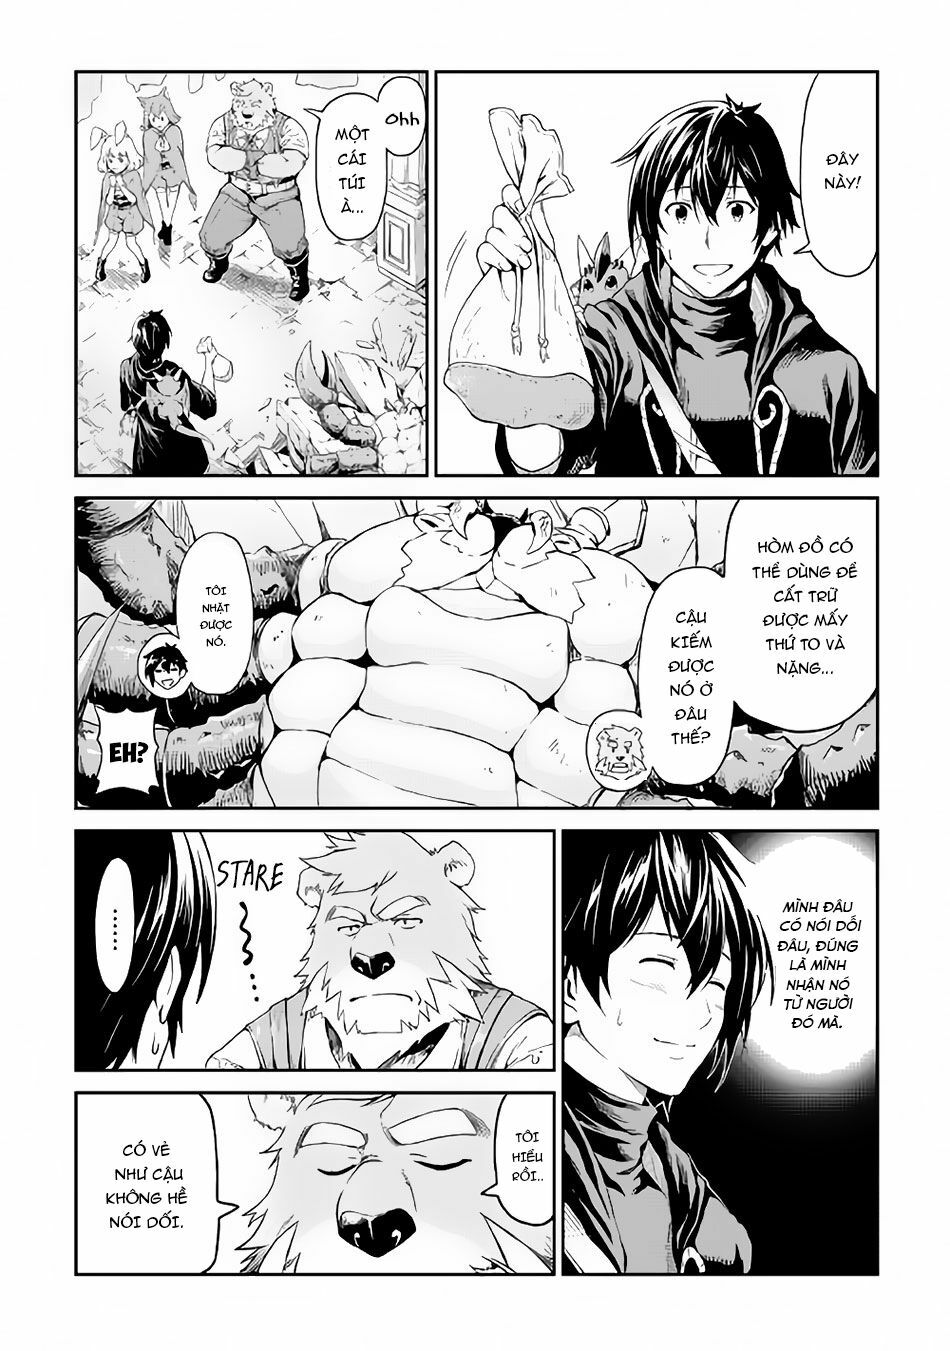 ĐÂY
NÀY!
Ohh
MỘT
CÁI
TÚI
À...
HÒM ĐỒ CÓ
THỂ DÙNG ĐỂ
CẤT TRỮ
ĐƯỢC MẤY
THỨ TO VÀ
NẶNG...
CẬU
KIẾM
ĐƯỢC
NÓ Ở
ĐÂU
THẾ?
TÔI
NHẶT
ĐƯỢC
NÓ.
EH?
MÌNH ĐÂU
CÓ NÓI DỐI
ĐÂU, ĐÚNG
LÀ MÌNH
NHẬN NÓ
TỪ NGƯỜI
ĐÓ MÀ.
STARE
......
TÔI
HIỂU
RỒI..
CÓ VẺ
NHƯ CẬU
KHÔNG HỀ
NÓI DỐI.